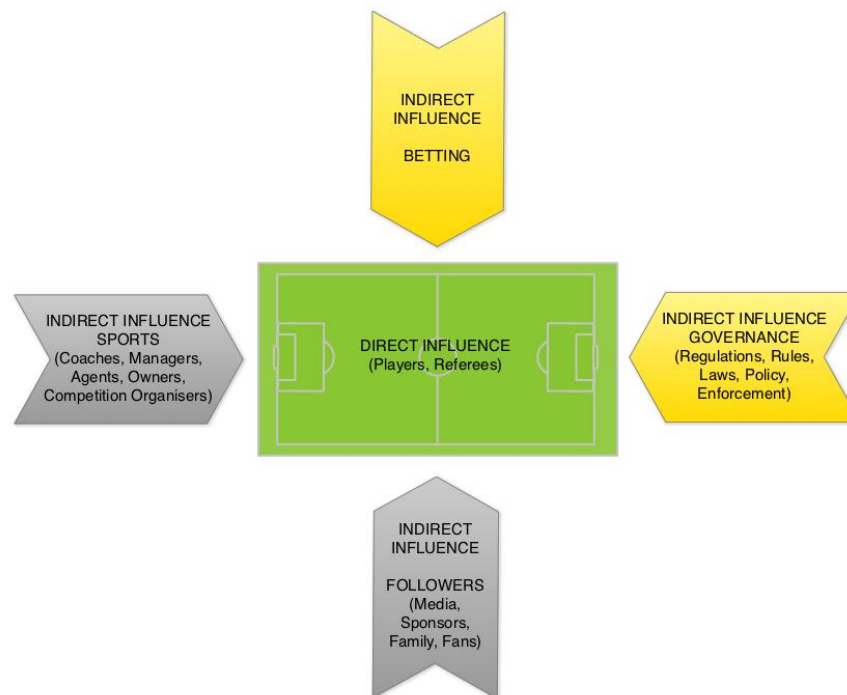 INDIRECT
INFLUENCE
BETTING
INDIRECT INFLUENCE
SPORTS
(Coaches, Managers,
Agents, Owners,
Competition Organisers)
DIRECT INFLUENCE
(Players, Referees)
INDIRECT INFLUENCE
GOVERNANCE
(Regulations, Rules,
Laws, Policy,
Enforcement)
INDIRECT
INFLUENCE
FOLLOWERS
(Media,
Sponsors,
Family, Fans)